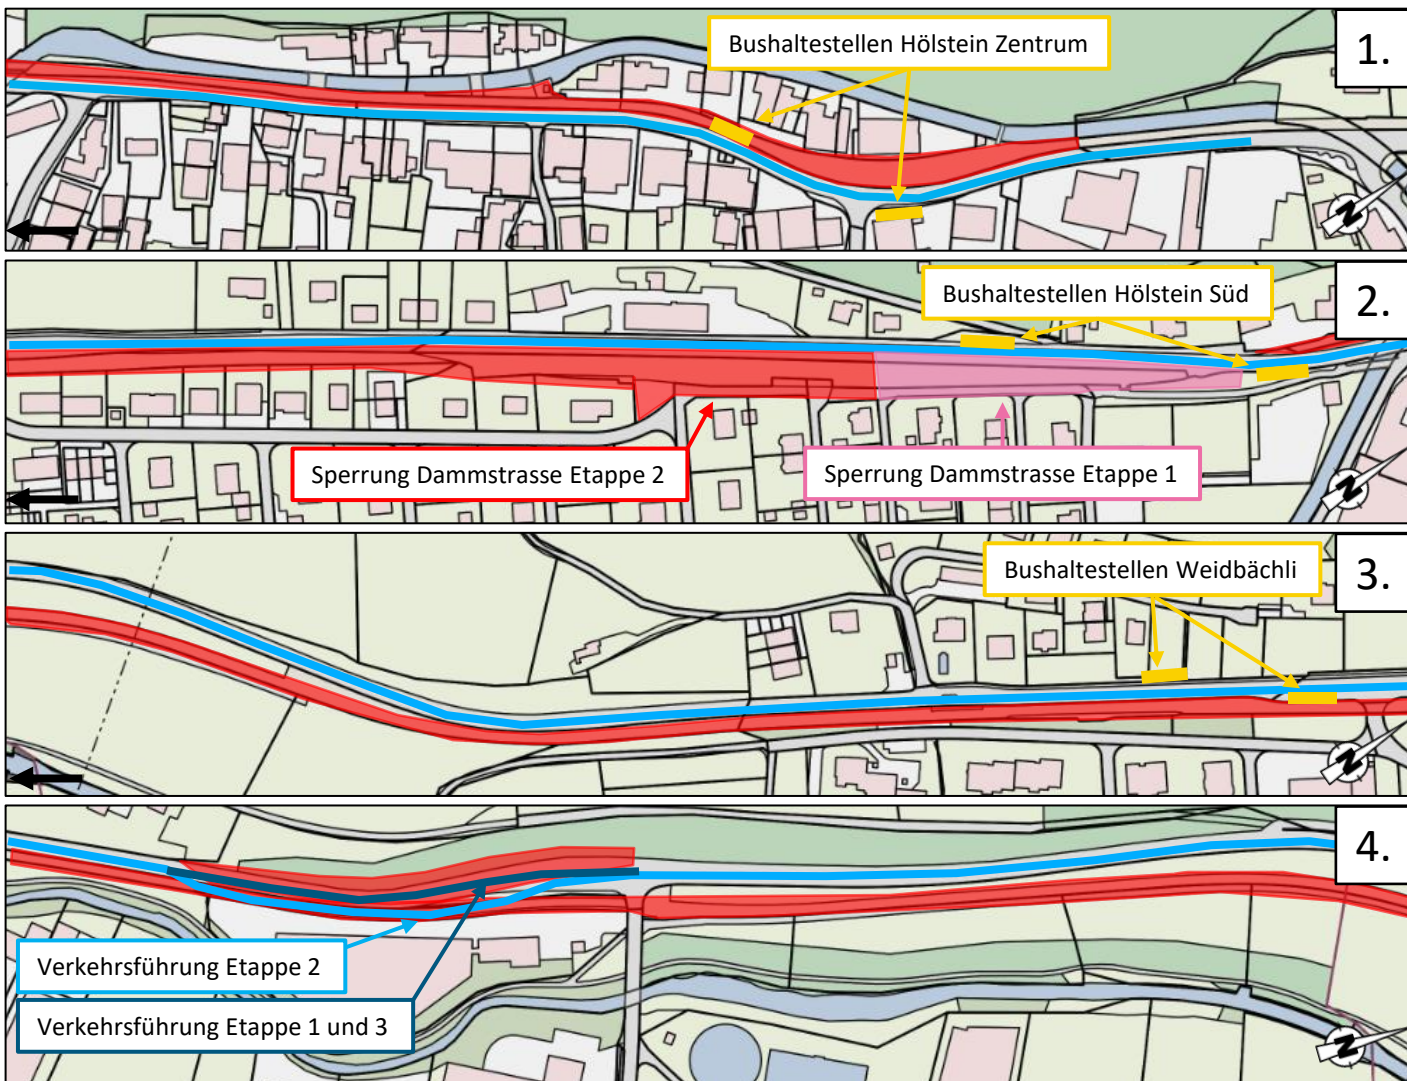 Bushaltestellen Hölstein Zentrum
1.
N
Bushaltestellen Hölstein Süd
2.
Sperrung Dammstrasse Etappe 2
Sperrung Dammstrasse Etappe 1
N
Bushaltestellen Weidbächli
3.
N
4.
Verkehrsführung Etappe 2
Verkehrsführung Etappe 1 und 3
N